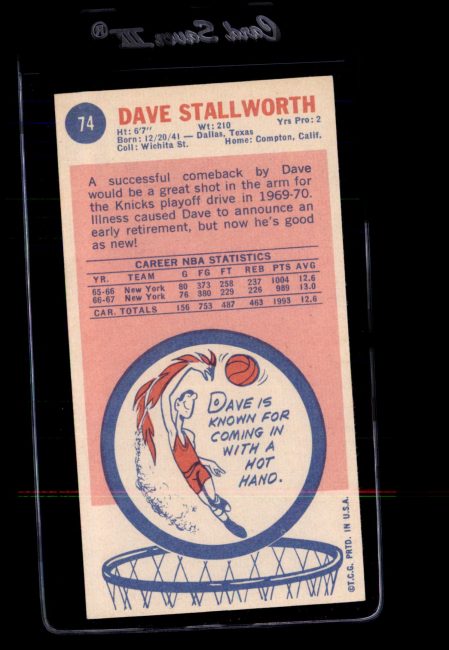 Card Saver III®
74
DAVE STALLWORTH
Ht: 6'7" Wt: 210 Yrs Pro: 2
Born: 12/20/41 — Dallas, Texas
Coll: Wichita St. Home: Compton, Calif.
A successful comeback by Dave
would be a great shot in the arm for
the Knicks playoff drive in 1969-70.
Illness caused Dave to announce an
early retirement, but now he's good
as new!
CAREER NBA STATISTICS
YR. TEAM G FG FT REB PTS AVG
65-66 New York 80 373 258 237 1004 12.6
66-67 New York 76 380 229 226 989 13.0
CAR. TOTALS 156 753 487 463 1993 12.6
DAVE IS
KNOWN FOR
COMING IN
WITH A
HOT
HAND.
©T.C.G. PRTD. IN U.S.A.